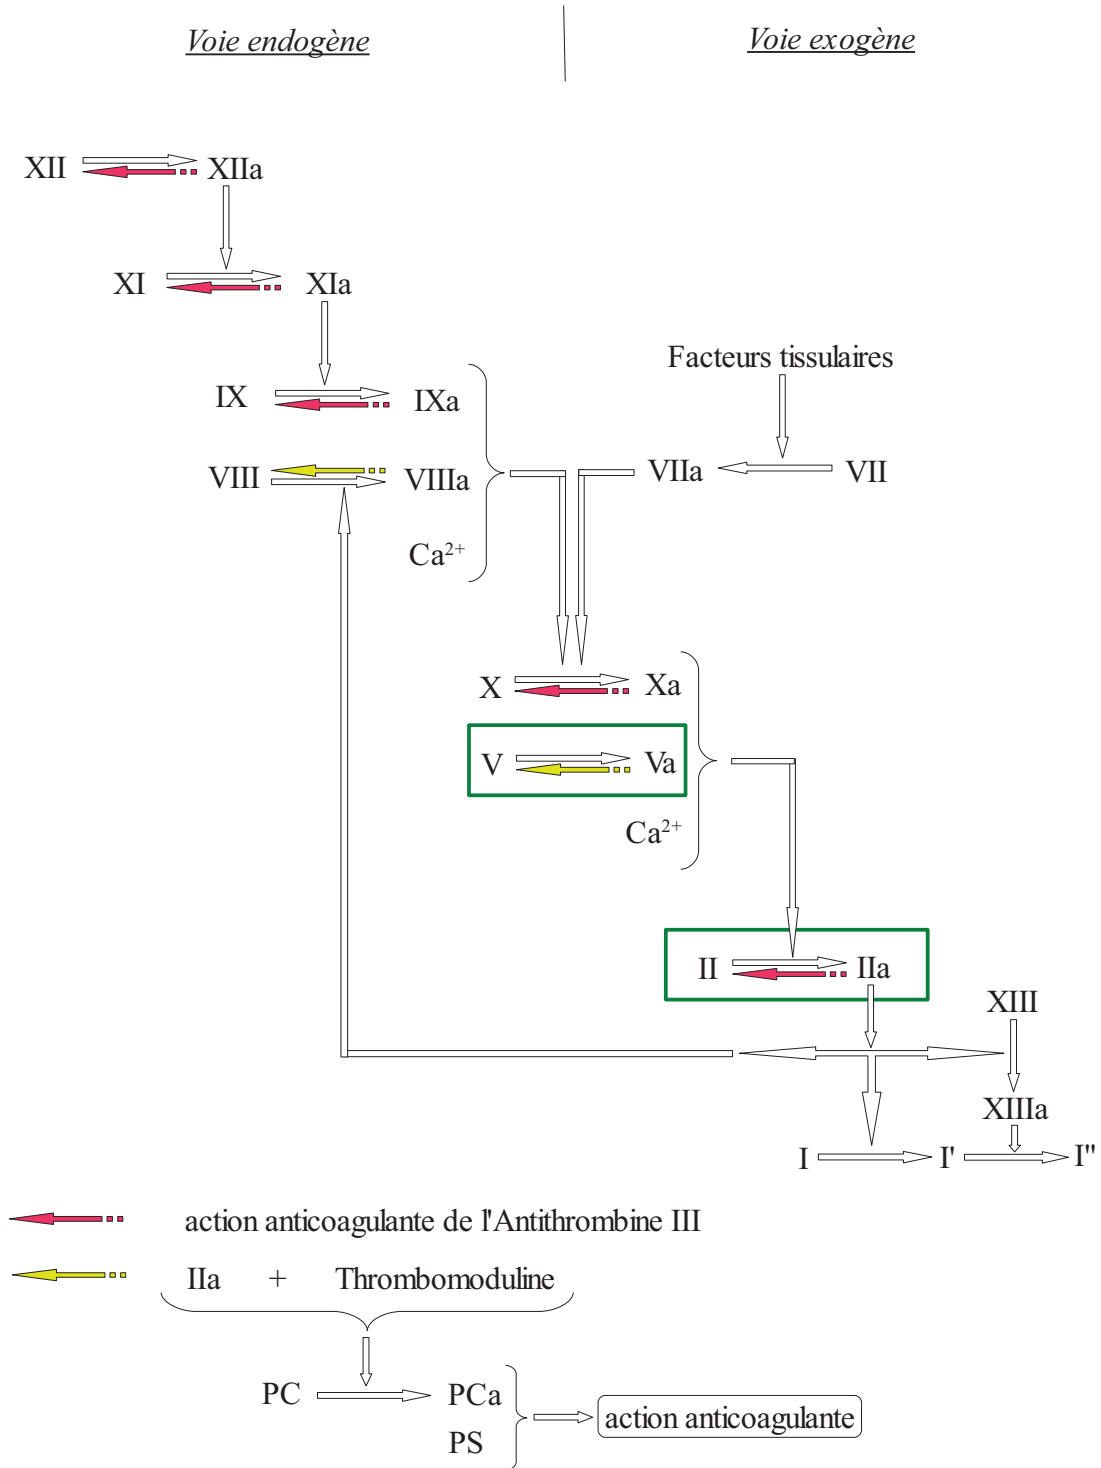 Voie endogène
Voie exogène
XII XIIa
XI XIa
Facteurs tissulaires
IX IXa
VIII VIIIa VIIa VII
Ca²⁺
X Xa
V Va
Ca²⁺
II IIa
XIII
XIIIa
I I' I"
action anticoagulante de l'Antithrombine III
IIa + Thrombomoduline
PC PCa
action anticoagulante
PS